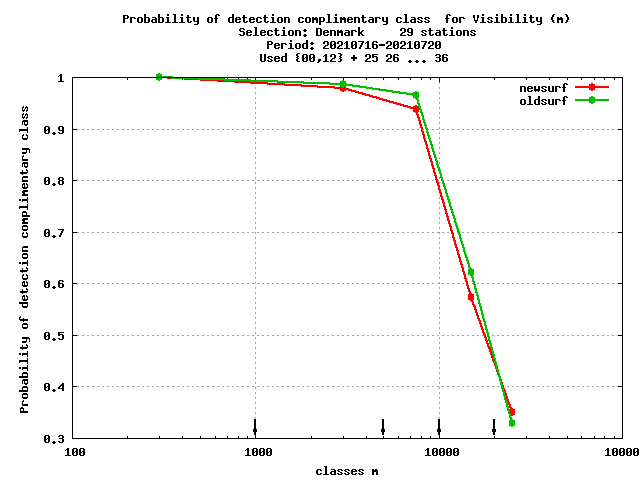 Probability of detection complimentary class  for Visibility (m)
Selection: Denmark     29 stations
Period: 20210716-20210720
Used {00,12} + 25 26 ... 36
newsurf
oldsurf
Probability of detection complimentary class
1
0.9
0.8
0.7
0.6
0.5
0.4
0.3
100 1000 10000 10000
classes m